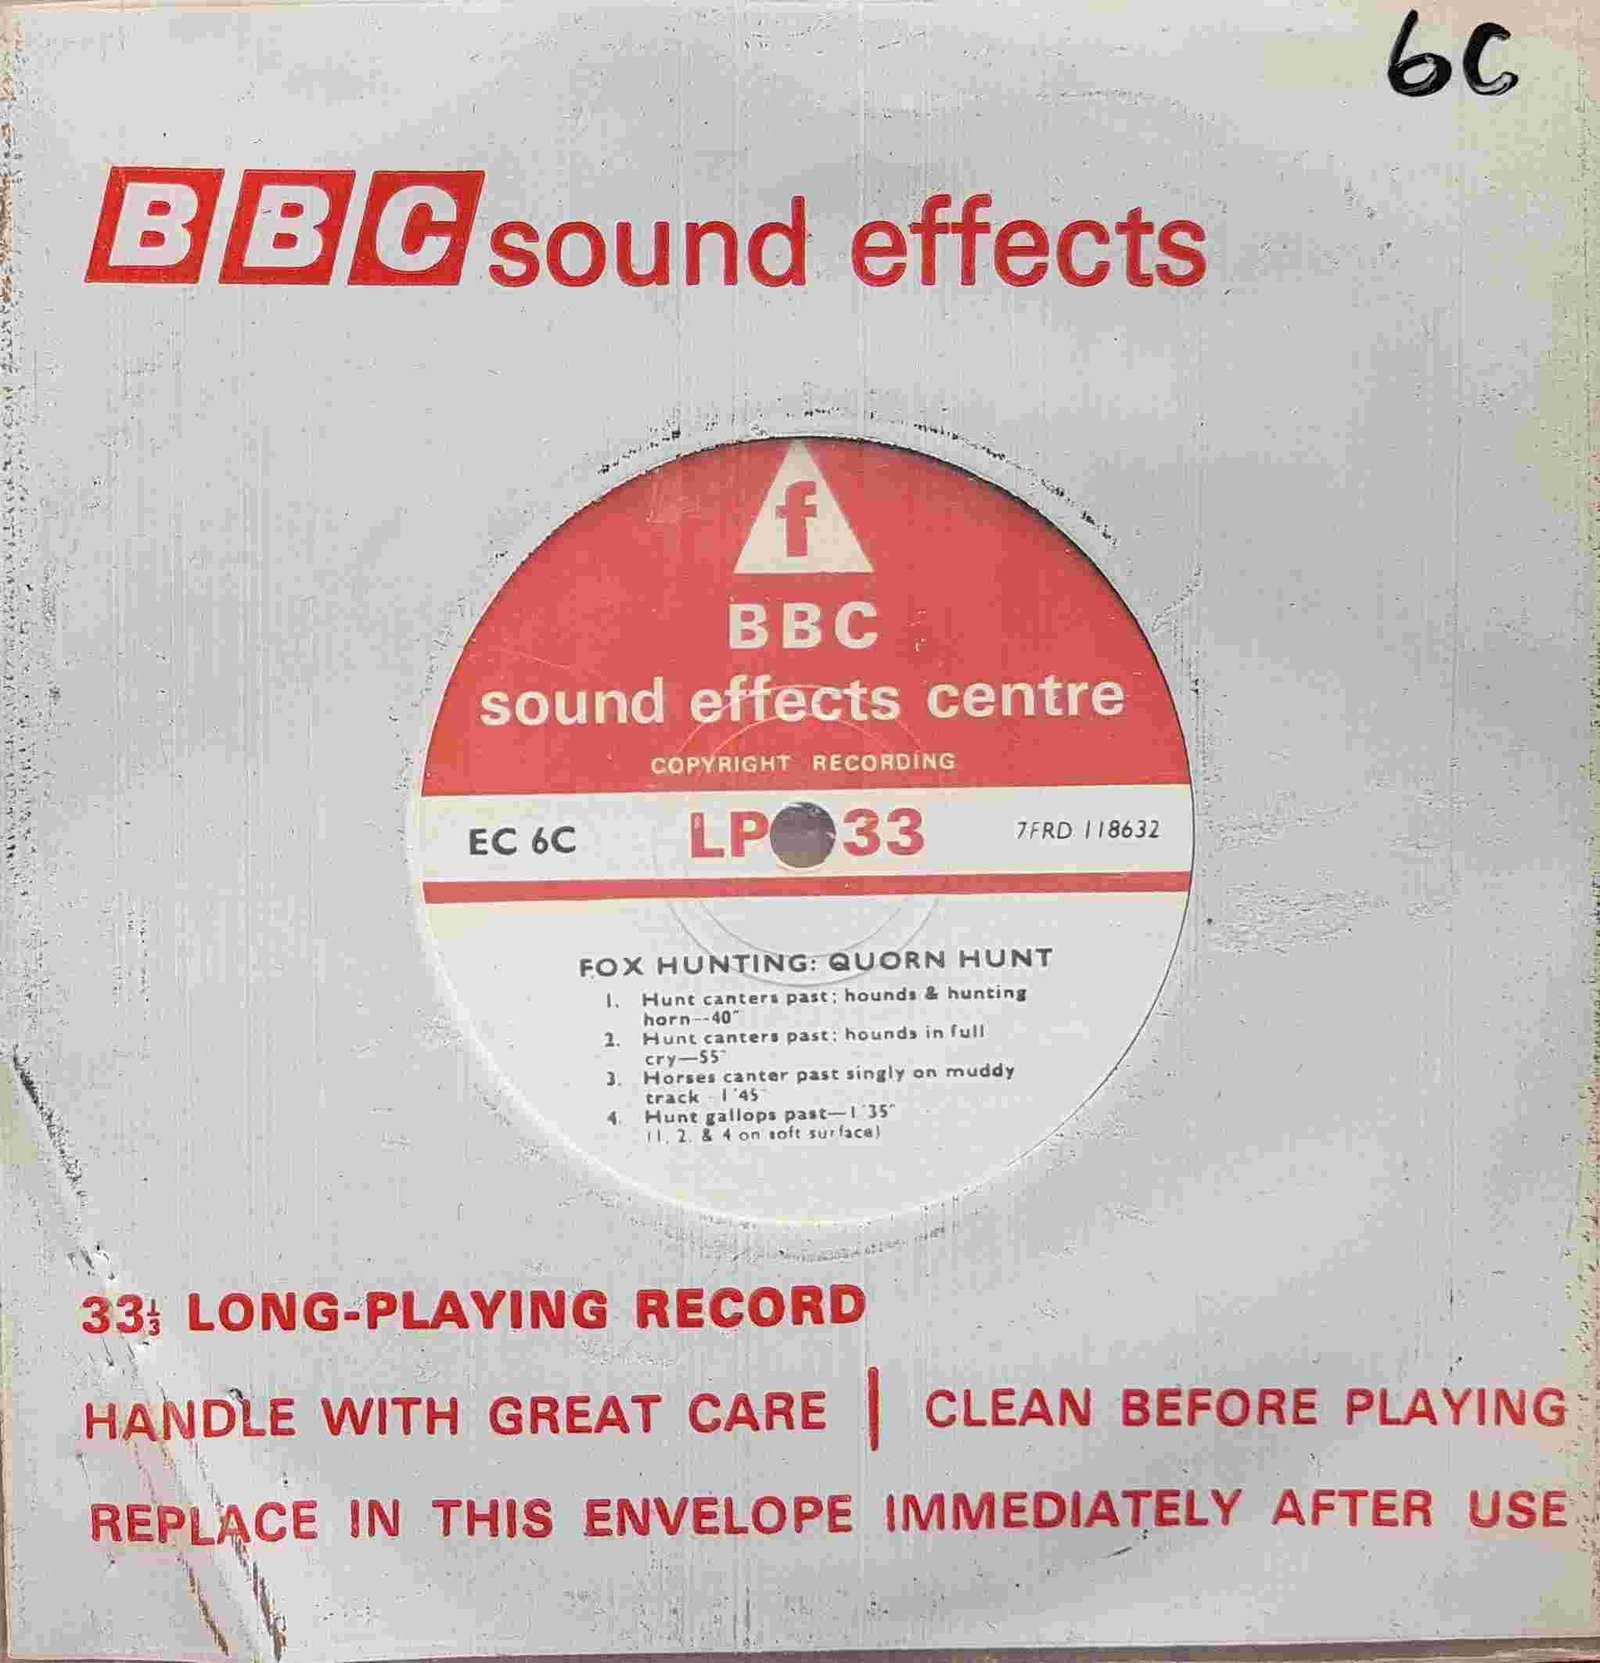 6C
BBC sound effects
f
BBC
sound effects centre
COPYRIGHT RECORDING
EC 6C LP 33 7FRD 118632
FOX HUNTING: QUORN HUNT
1. Hunt canters past; hounds & hunting
horn--40"
2. Hunt canters past; hounds in full
cry—55"
3. Horses canter past singly on muddy
track - 1'45"
4. Hunt gallops past—1'35"
(1, 2, & 4 on soft surface)
33⅓ LONG-PLAYING RECORD
HANDLE WITH GREAT CARE | CLEAN BEFORE PLAYING
REPLACE IN THIS ENVELOPE IMMEDIATELY AFTER USE